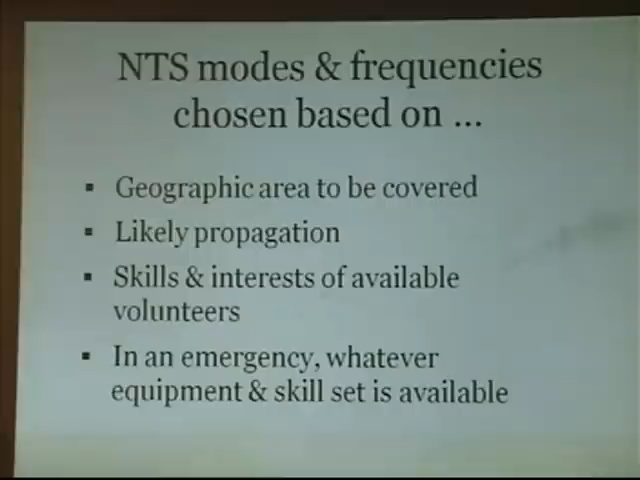 NTS modes & frequencies
chosen based on ...
▪ Geographic area to be covered
▪ Likely propagation
▪ Skills & interests of available
volunteers
▪ In an emergency, whatever
equipment & skill set is available